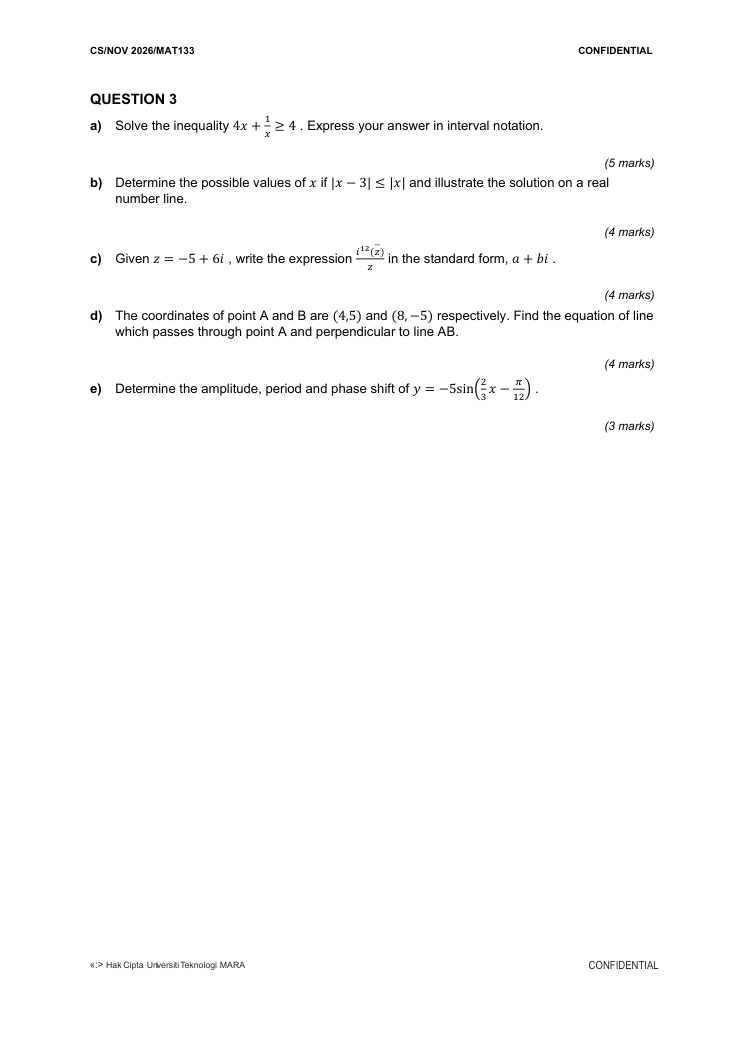 CS/NOV 2026/MAT133 CONFIDENTIAL
QUESTION 3
a) Solve the inequality 4x + 1/x ≥ 4 . Express your answer in interval notation.
(5 marks)
b) Determine the possible values of x if |x − 3| ≤ |x| and illustrate the solution on a real
number line.
(4 marks)
c) Given z = −5 + 6i , write the expression i¹²(z̄)/z in the standard form, a + bi .
(4 marks)
d) The coordinates of point A and B are (4,5) and (8, −5) respectively. Find the equation of line
which passes through point A and perpendicular to line AB.
(4 marks)
e) Determine the amplitude, period and phase shift of y = −5sin(2/3 x − π/12) .
(3 marks)
«:> Hak Cipta Universiti Teknologi MARA CONFIDENTIAL